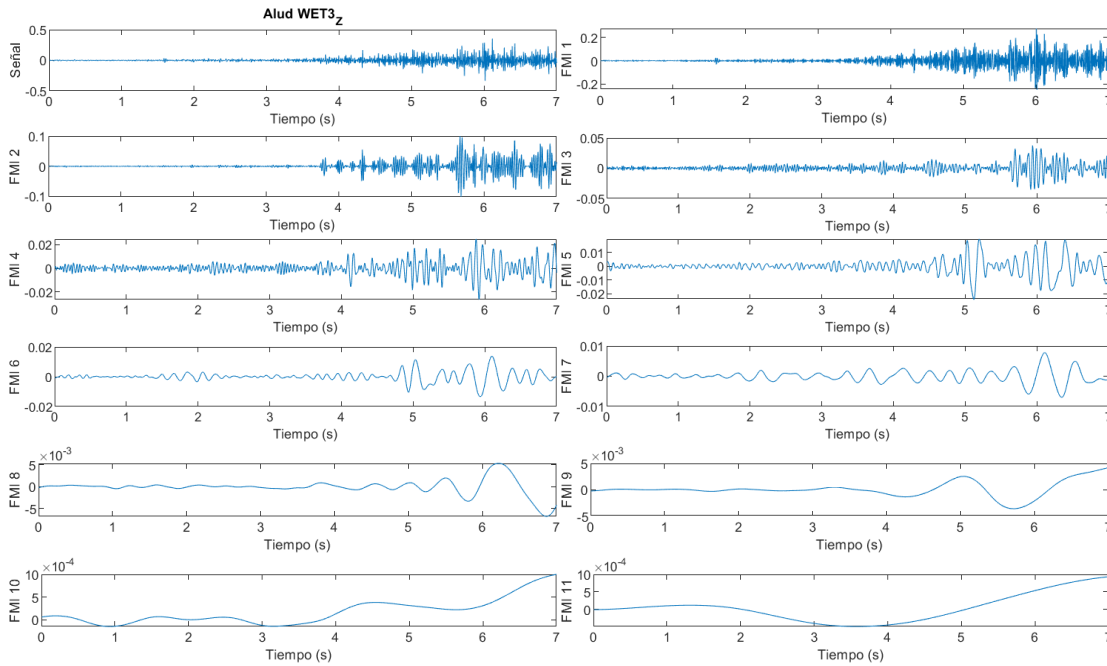 Alud WET3_Z
Señal
0.5
0
-0.5
0 1 2 3 4 5 6 7
Tiempo (s)
FMI 1
0.2
0
-0.2
0 1 2 3 4 5 6 7
Tiempo (s)
FMI 2
0.1
0
-0.1
0 1 2 3 4 5 6 7
Tiempo (s)
FMI 3
0.05
0
-0.05
0 1 2 3 4 5 6 7
Tiempo (s)
FMI 4
0.02
0
-0.02
0 1 2 3 4 5 6 7
Tiempo (s)
FMI 5
0.01
0
-0.01
-0.02
0 1 2 3 4 5 6 7
Tiempo (s)
FMI 6
0.02
0
-0.02
0 1 2 3 4 5 6 7
Tiempo (s)
FMI 7
0.01
0
-0.01
0 1 2 3 4 5 6 7
Tiempo (s)
FMI 8
×10⁻³
5
0
-5
0 1 2 3 4 5 6 7
Tiempo (s)
FMI 9
×10⁻³
5
0
-5
0 1 2 3 4 5 6 7
Tiempo (s)
FMI 10
×10⁻⁴
10
5
0
0 1 2 3 4 5 6 7
Tiempo (s)
FMI 11
×10⁻⁴
10
5
0
0 1 2 3 4 5 6 7
Tiempo (s)